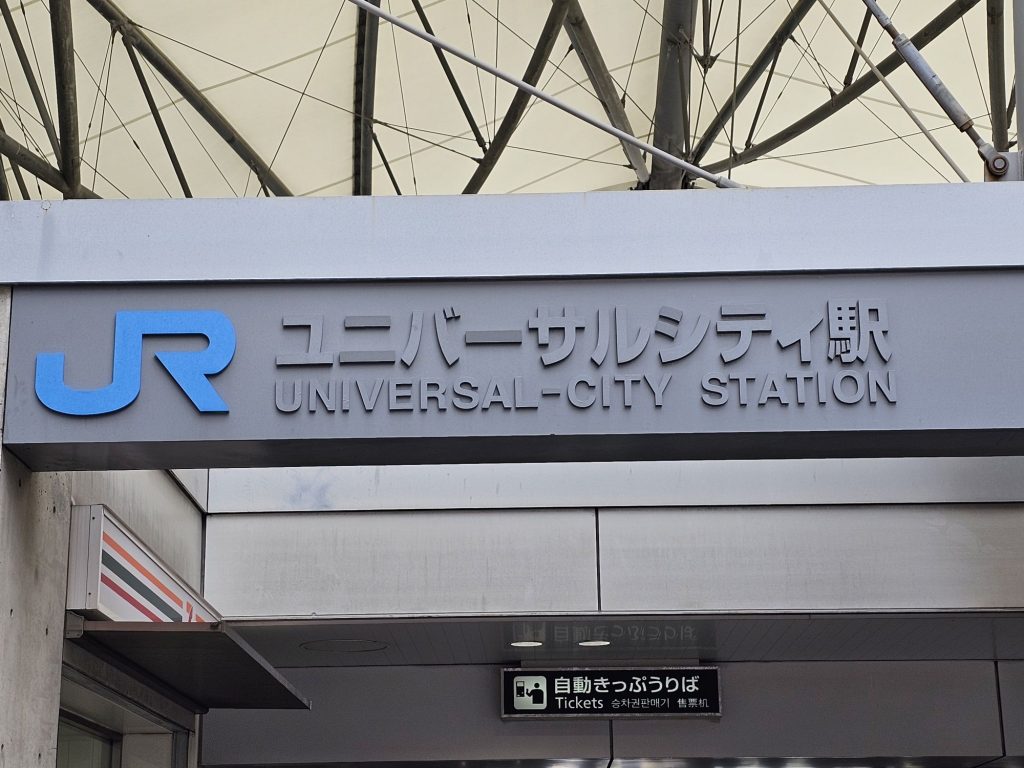 JR ユニバーサルシティ駅
UNIVERSAL-CITY STATION
自動きっぷうりば
Tickets 승차권판매기 售票机